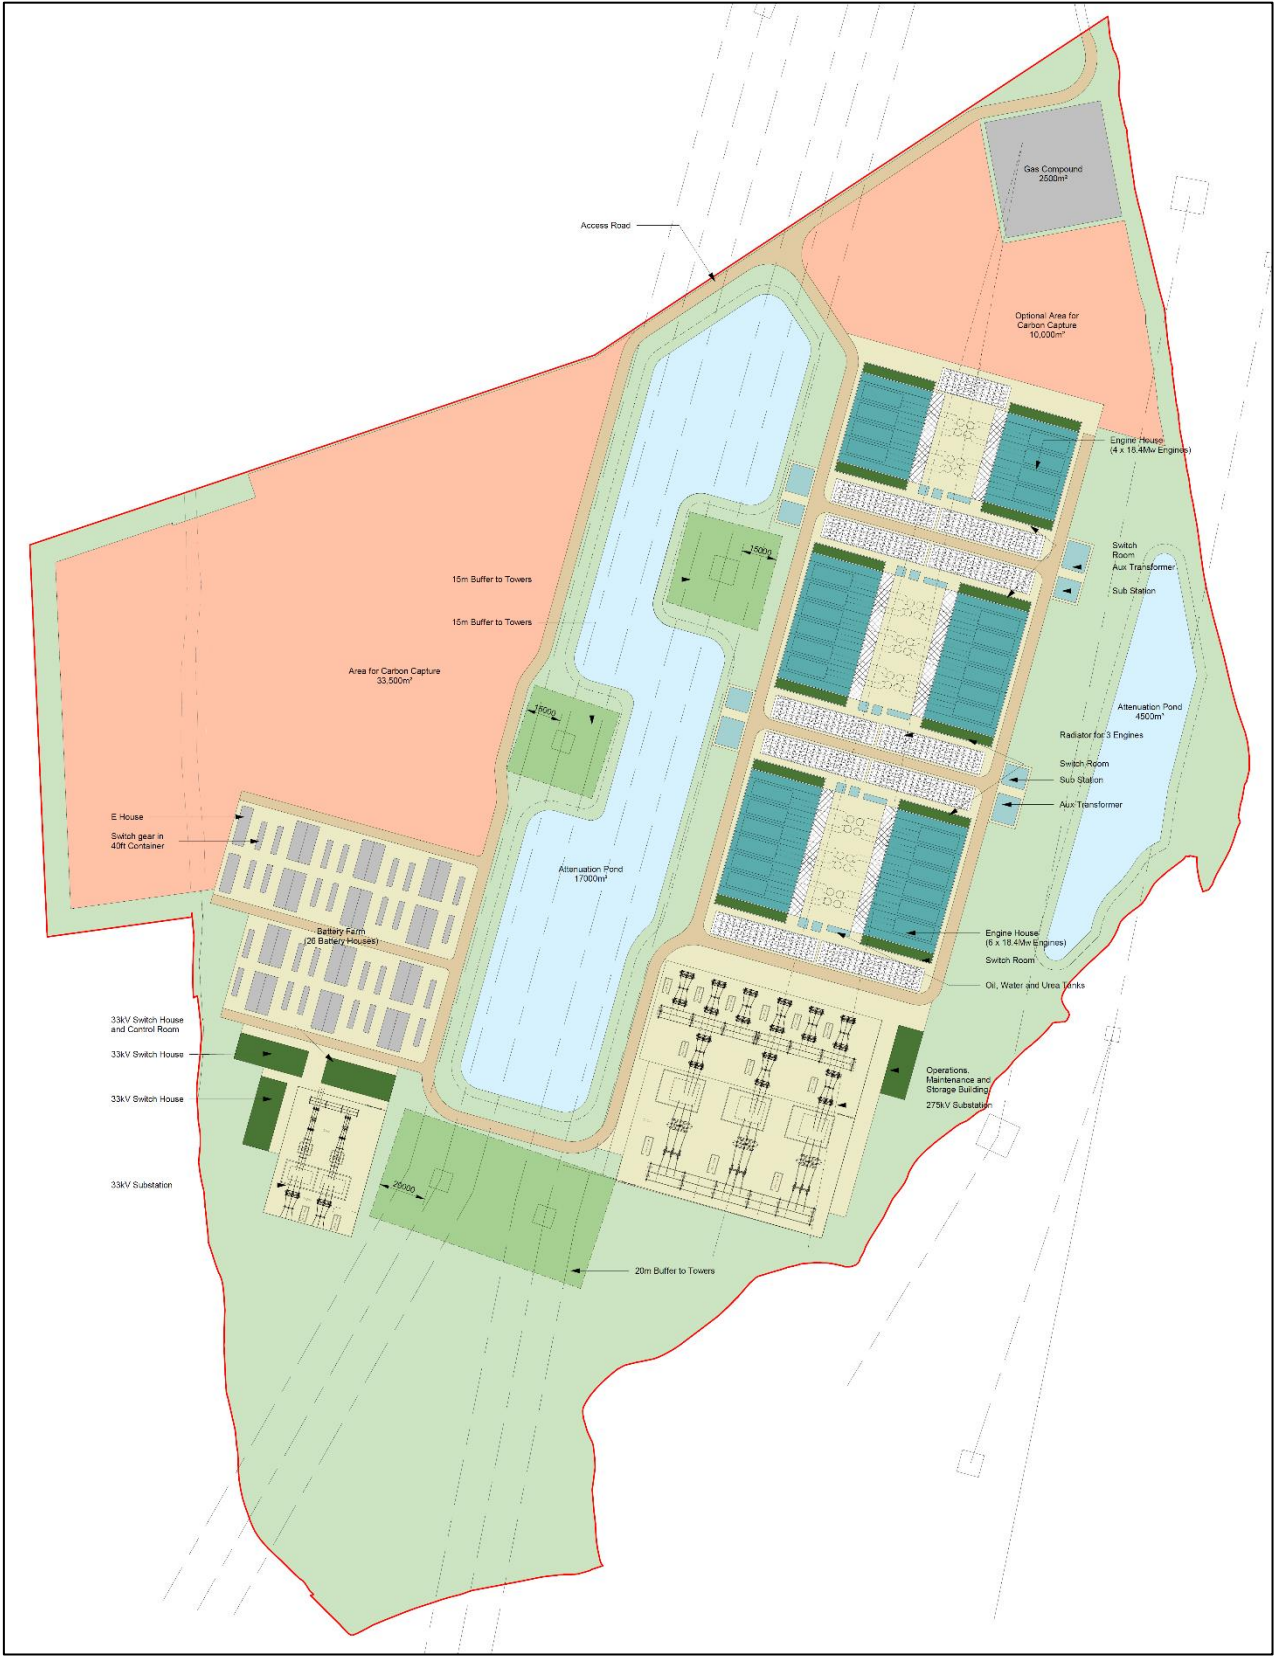 Gas Compound
2500m²
Access Road
Optional Area for
Carbon Capture
10,000m²
Engine House
(4 x 18.4Mw Engines)
15000
Switch
Room
Aux Transformer
15m Buffer to Towers
Sub Station
15m Buffer to Towers
Area for Carbon Capture
33,500m²
15000
Attenuation Pond
4500m²
Radiator for 3 Engines
Switch Room
Sub Station
Aux Transformer
E House
Switch gear in
40ft Container
Attenuation Pond
17000m²
Battery Farm
(26 Battery Houses)
Engine House
(6 x 18.4Mw Engines)
Switch Room
Oil, Water and Urea Tanks
33kV Switch House
and Control Room
33kV Switch House
Operations,
Maintenance and
Storage Building
33kV Switch House
275kV Substation
33kV Substation
20000
20m Buffer to Towers